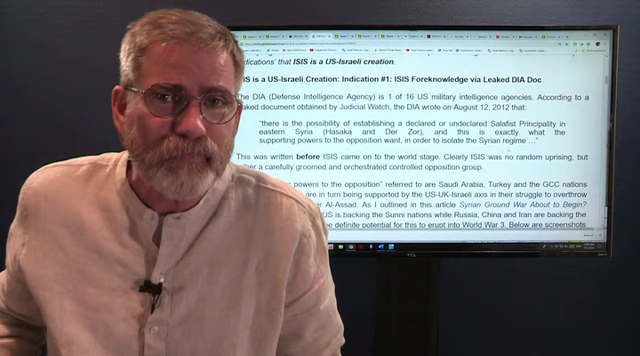 dications' that ISIS is a US-Israeli creation.
IS is a US-Israeli Creation: Indication #1: ISIS Foreknowledge via Leaked DIA Doc
The DIA (Defense Intelligence Agency) is 1 of 16 US military intelligence agencies. According to a
ked document obtained by Judicial Watch, the DIA wrote on August 12, 2012 that:
"there is the possibility of establishing a declared or undeclared Salafist Principality in
eastern Syria (Hasaka and Der Zor), and this is exactly what the
supporting powers to the opposition want, in order to isolate the Syrian regime ..."
This was written before ISIS came on to the world stage. Clearly ISIS was no random uprising, but
er a carefully groomed and orchestrated controlled opposition group.
powers to the opposition" referred to are Saudi Arabia, Turkey and the GCC nations
are in turn being supported by the US-UK-Israeli axis in their struggle to overthrow
ar Al-Assad. As I outlined in this article Syrian Ground War About to Begin?
US is backing the Sunni nations while Russia, China and Iran are backing the
he definite potential for this to erupt into World War 3. Below are screenshots
TCL